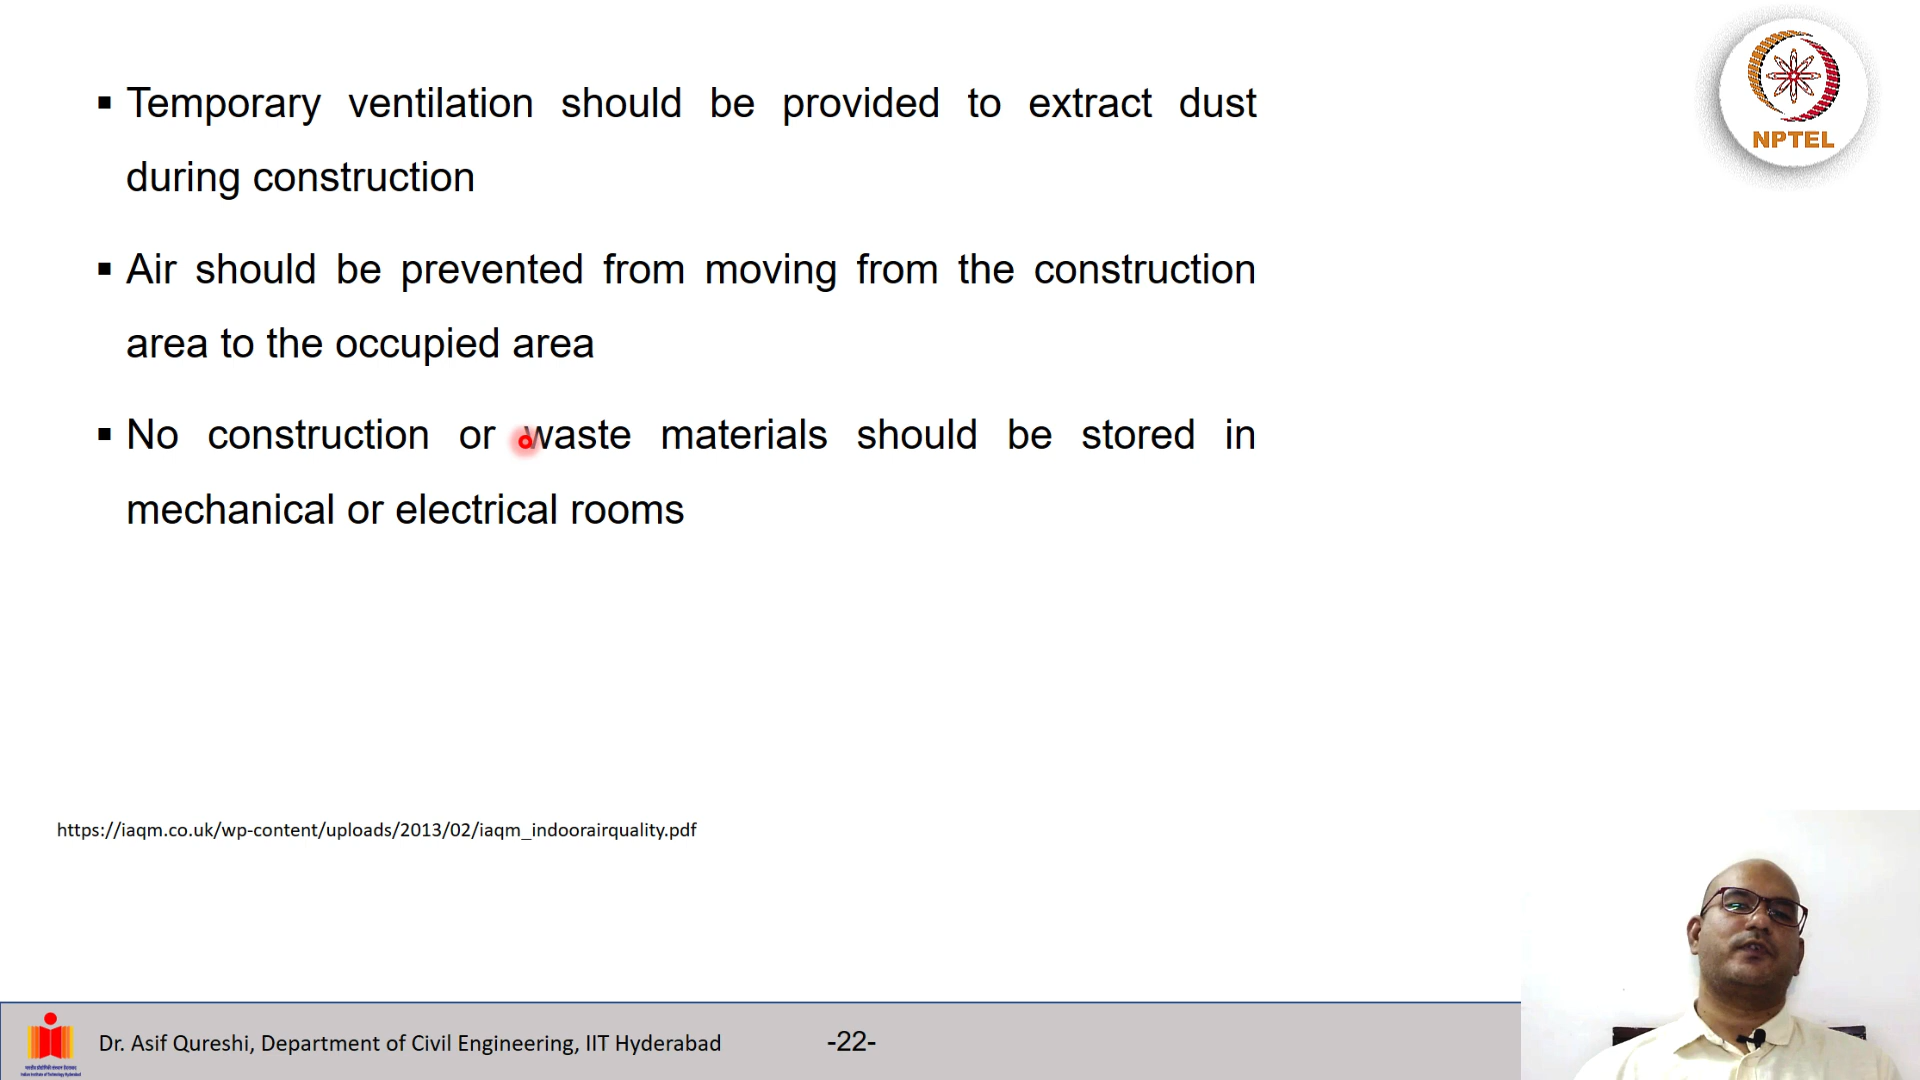 ▪ Temporary ventilation should be provided to extract dust
during construction
▪ Air should be prevented from moving from the construction
area to the occupied area
▪ No construction or waste materials should be stored in
mechanical or electrical rooms
NPTEL
https://iaqm.co.uk/wp-content/uploads/2013/02/iaqm_indoorairquality.pdf
Dr. Asif Qureshi, Department of Civil Engineering, IIT Hyderabad
-22-